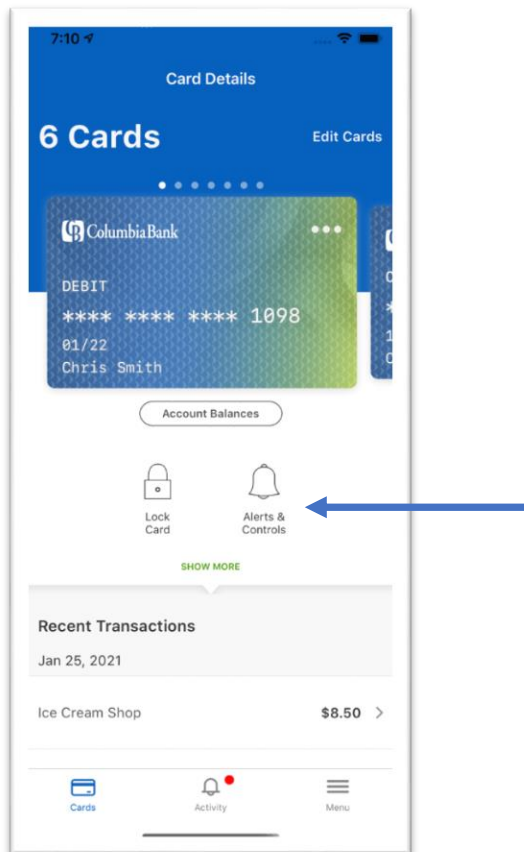 7:10
Card Details
6 Cards
Edit Cards
ColumbiaBank
DEBIT
**** **** **** 1098
01/22
Chris Smith
Account Balances
Lock
Card
Alerts &
Controls
SHOW MORE
Recent Transactions
Jan 25, 2021
Ice Cream Shop
$8.50
Cards
Activity
Menu